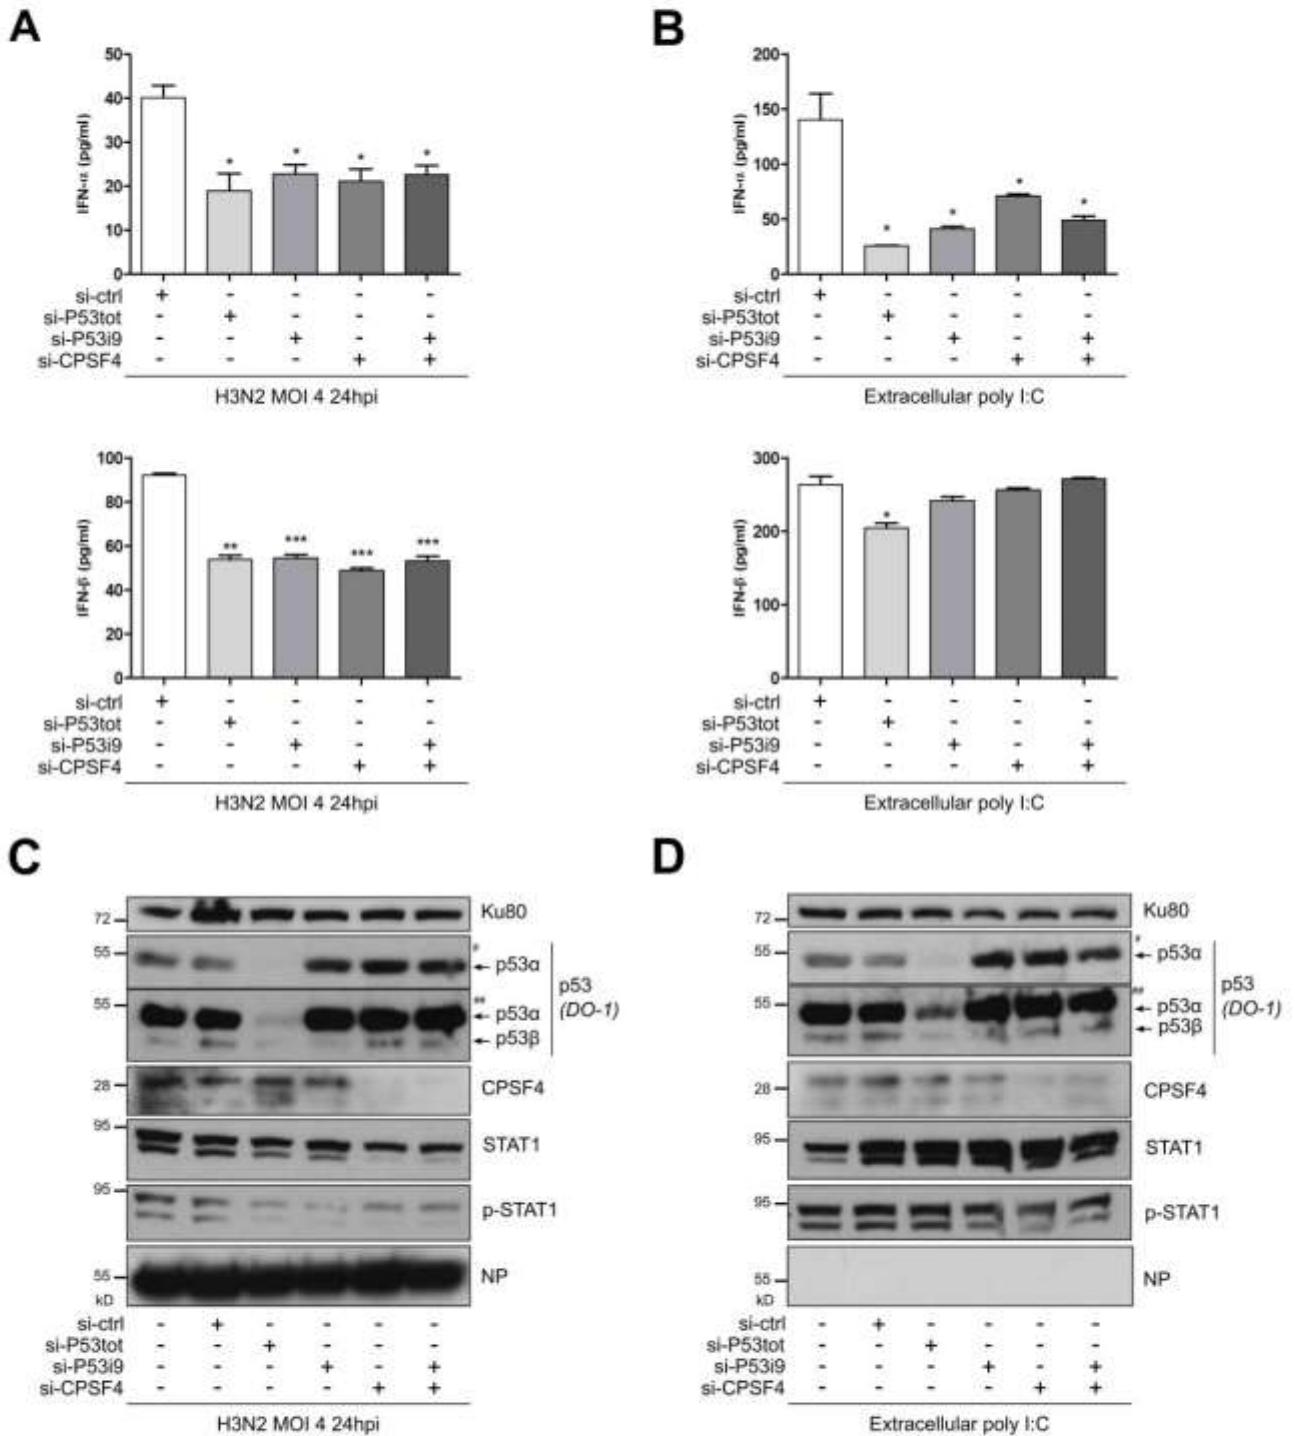 A
B
50
40
30
20
10
0
IFN-α (pg/ml)
* * * *
si-ctrl + - - - -
si-P53tot - + - - -
si-P53i9 - - + - +
si-CPSF4 - - - + +
H3N2 MOI 4 24hpi
200
150
100
50
0
IFN-α (pg/ml)
* * * *
si-ctrl + - - - -
si-P53tot - + - - -
si-P53i9 - - + - +
si-CPSF4 - - - + +
Extracellular poly I:C
100
80
60
40
20
0
IFN-β (pg/ml)
** *** *** ***
si-ctrl + - - - -
si-P53tot - + - - -
si-P53i9 - - + - +
si-CPSF4 - - - + +
H3N2 MOI 4 24hpi
300
200
100
0
IFN-β (pg/ml)
*
si-ctrl + - - - -
si-P53tot - + - - -
si-P53i9 - - + - +
si-CPSF4 - - - + +
Extracellular poly I:C
C
72 Ku80
55 # p53α
55 ## p53α
p53β
p53
(DO-1)
28 CPSF4
95 STAT1
95 p-STAT1
55 NP
kD
si-ctrl - + - - - -
si-P53tot - - + - - -
si-P53i9 - - - + - +
si-CPSF4 - - - - + +
H3N2 MOI 4 24hpi
D
72 Ku80
55 # p53α
55 ## p53α
p53β
p53
(DO-1)
28 CPSF4
95 STAT1
95 p-STAT1
55 NP
kD
si-ctrl - + - - - -
si-P53tot - - + - - -
si-P53i9 - - - + - +
si-CPSF4 - - - - + +
Extracellular poly I:C